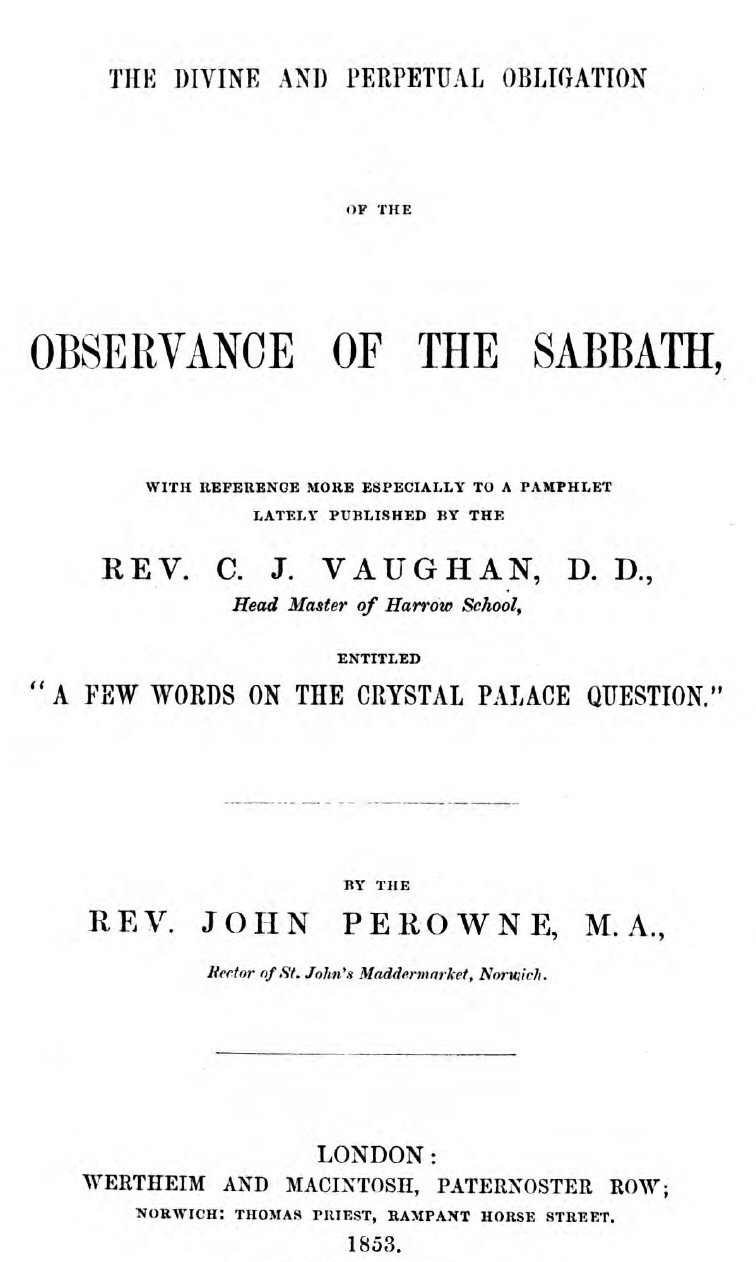 THE DIVINE AND PERPETUAL OBLIGATION
OF THE
OBSERVANCE OF THE SABBATH,
WITH REFERENCE MORE ESPECIALLY TO A PAMPHLET
LATELY PUBLISHED BY THE
REV. C. J. VAUGHAN, D. D.,
Head Master of Harrow School,
ENTITLED
"A FEW WORDS ON THE CRYSTAL PALACE QUESTION."
BY THE
REV. JOHN PEROWNE, M. A.,
Rector of St. John's Maddermarket, Norwich.
LONDON:
WERTHEIM AND MACINTOSH, PATERNOSTER ROW;
NORWICH: THOMAS PRIEST, RAMPANT HORSE STREET.
1853.